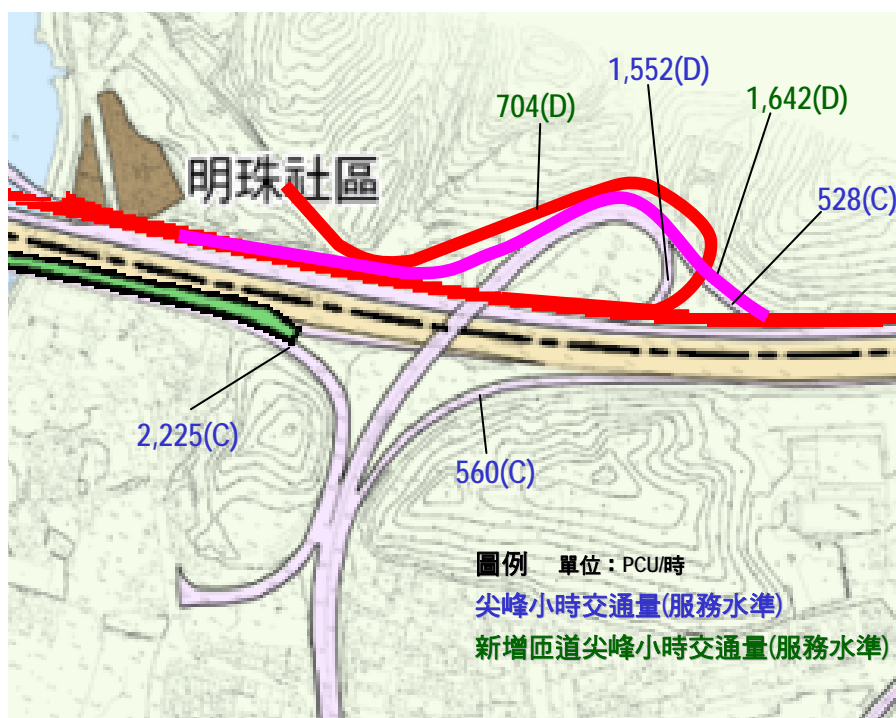 1,552(D)
704(D)
1,642(D)
明珠社區
528(C)
2,225(C)
560(C)
圖例 單位：PCU/時
尖峰小時交通量(服務水準)
新增匝道尖峰小時交通量(服務水準)